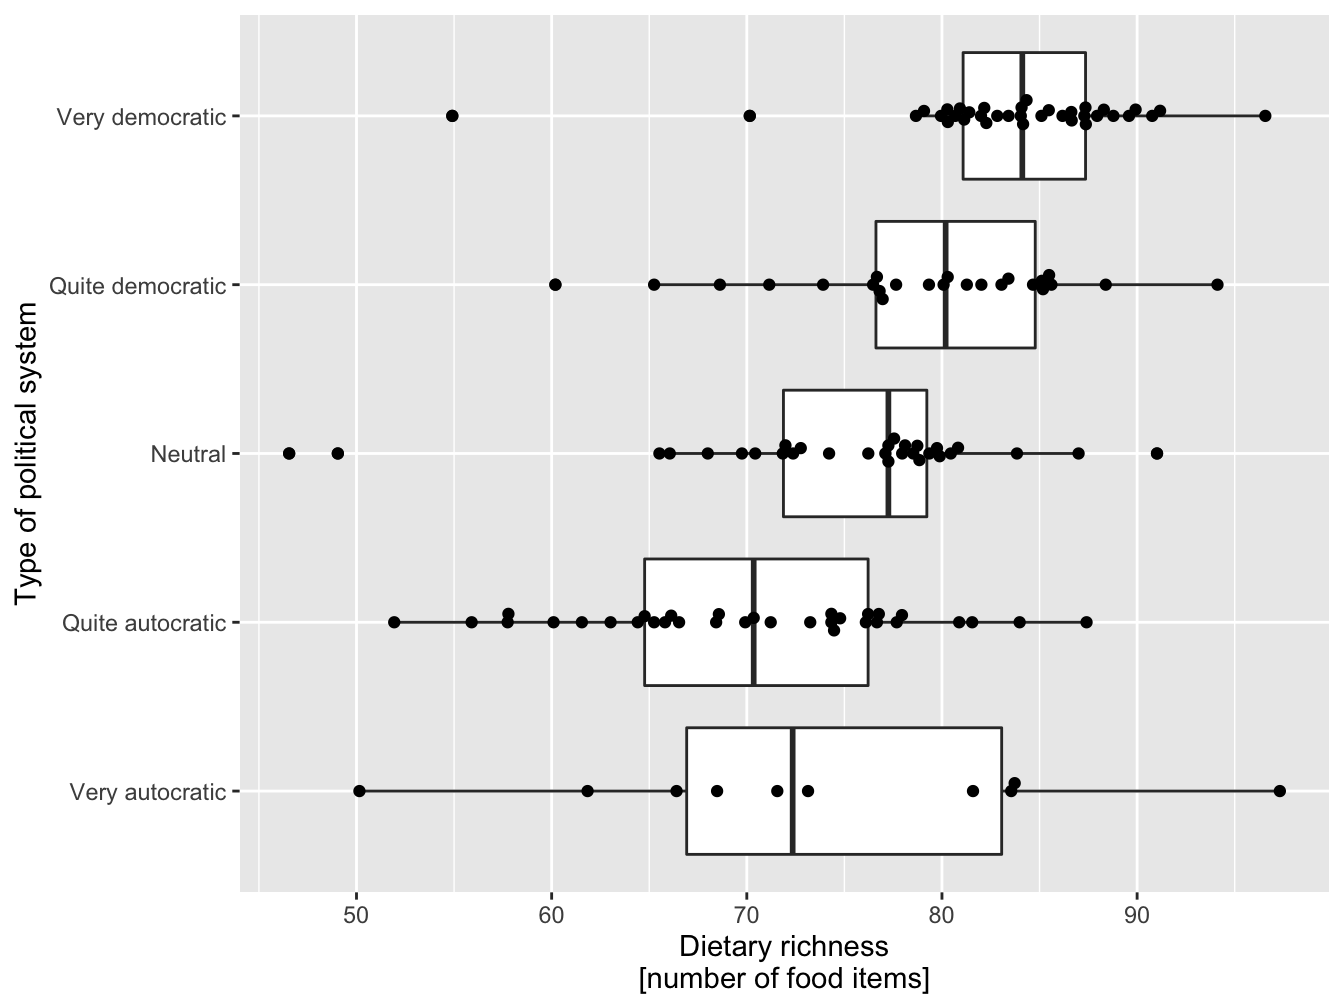 Very democratic
Quite democratic
Neutral
Quite autocratic
Very autocratic
Type of political system
50 60 70 80 90
Dietary richness
[number of food items]